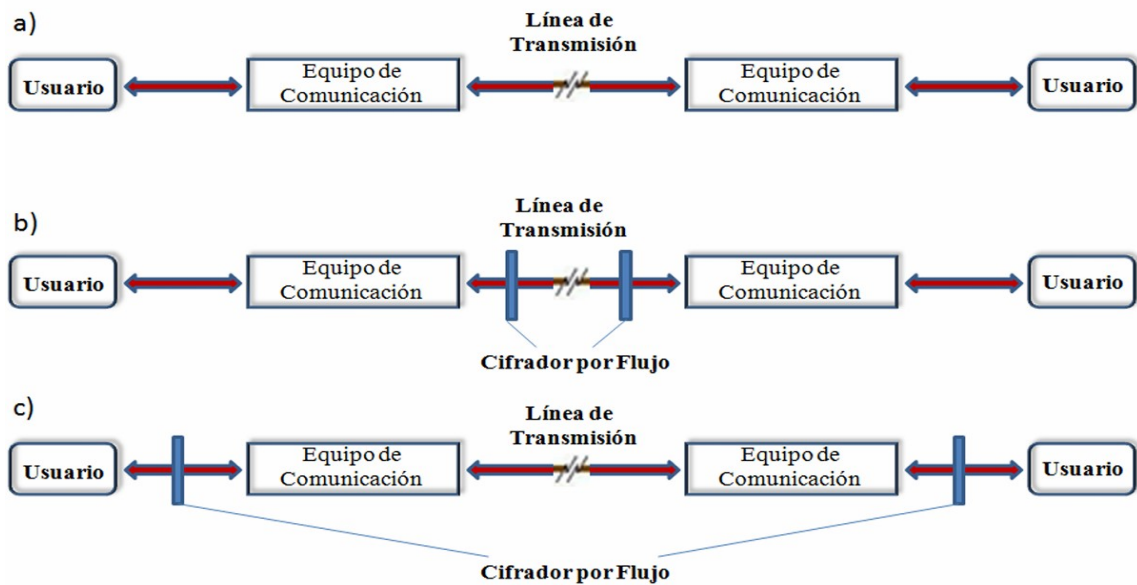 a)
Línea de
Transmisión
Usuario
Equipo de
Comunicación
Equipo de
Comunicación
Usuario
b)
Línea de
Transmisión
Usuario
Equipo de
Comunicación
Equipo de
Comunicación
Usuario
Cifrador por Flujo
c)
Línea de
Transmisión
Usuario
Equipo de
Comunicación
Equipo de
Comunicación
Usuario
Cifrador por Flujo